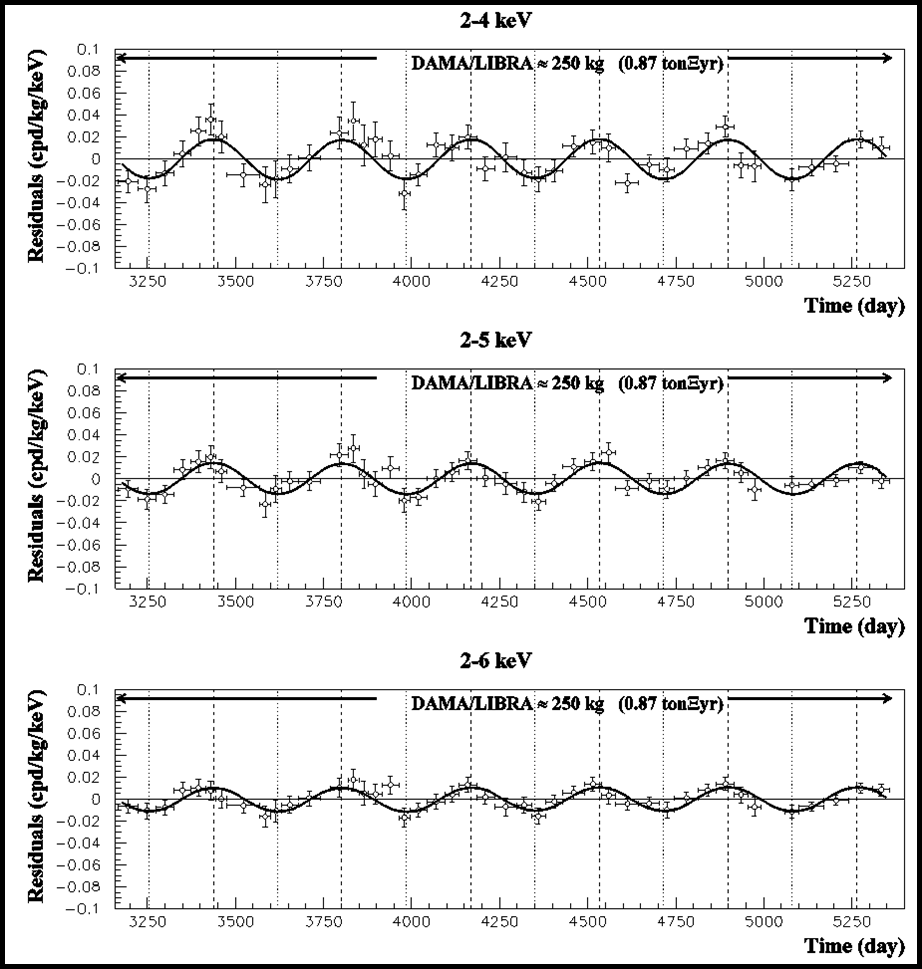 2-4 keV
Residuals (cpd/kg/keV)
0.1
0.08
0.06
0.04
0.02
0
−0.02
−0.04
−0.06
−0.08
−0.1
DAMA/LIBRA ≈ 250 kg (0.87 tonΞyr)
3250 3500 3750 4000 4250 4500 4750 5000 5250
Time (day)
2-5 keV
Residuals (cpd/kg/keV)
0.1
0.08
0.06
0.04
0.02
0
−0.02
−0.04
−0.06
−0.08
−0.1
DAMA/LIBRA ≈ 250 kg (0.87 tonΞyr)
3250 3500 3750 4000 4250 4500 4750 5000 5250
Time (day)
2-6 keV
Residuals (cpd/kg/keV)
0.1
0.08
0.06
0.04
0.02
0
−0.02
−0.04
−0.06
−0.08
−0.1
DAMA/LIBRA ≈ 250 kg (0.87 tonΞyr)
3250 3500 3750 4000 4250 4500 4750 5000 5250
Time (day)